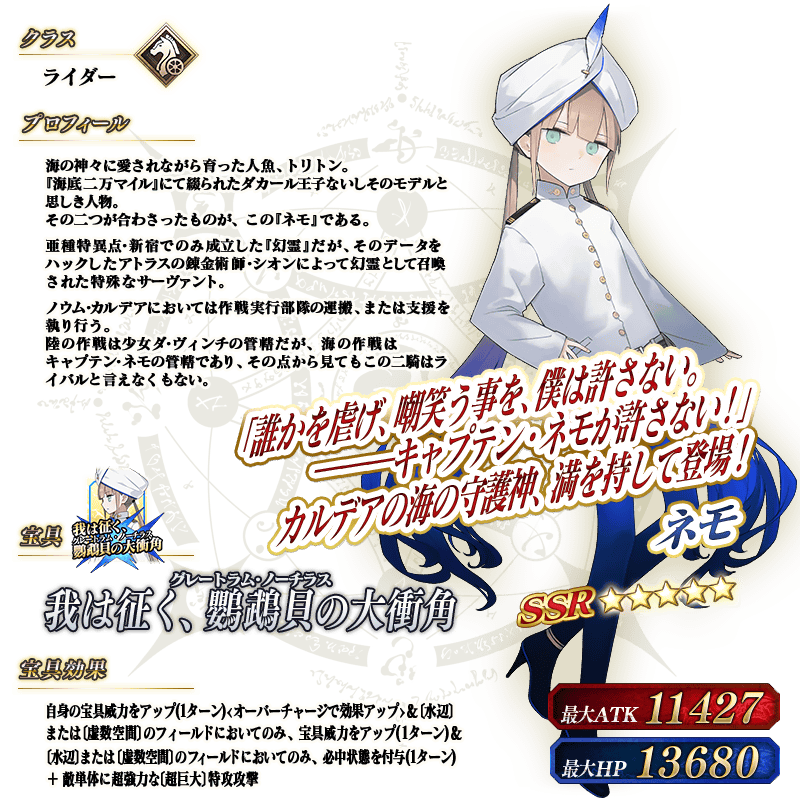 クラス
ライダー
プロフィール
海の神々に愛されながら育った人魚、トリトン。
『海底二万マイル』にて綴られたダカール王子ないしそのモデルと
思しき人物。
その二つが合わさったものが、この『ネモ』である。
亜種特異点・新宿でのみ成立した『幻霊』だが、そのデータを
ハックしたアトラスの錬金術師・シオンによって幻霊として召喚
された特殊なサーヴァント。
ノウム・カルデアにおいては作戦実行部隊の運搬、または支援を
執り行う。
陸の作戦は少女ダ・ヴィンチの管轄だが、海の作戦は
キャプテン・ネモの管轄であり、その点から見てもこの二騎はラ
イバルと言えなくもない。
「誰かを虐げ、嘲笑う事を、僕は許さない。
――キャプテン・ネモが許さない!」
カルデアの海の守護神、満を持して登場!
ネモ
SSR
宝具
我は征く、
グレートラム・ノーチラス
鸚鵡貝の大衝角
グレートラム・ノーチラス
我は征く、鸚鵡貝の大衝角
宝具効果
自身の宝具威力をアップ(1ターン)<オーバーチャージで効果アップ>&〔水辺〕
または〔虚数空間〕のフィールドにおいてのみ、宝具威力をアップ(1ターン)&
〔水辺〕または〔虚数空間〕のフィールドにおいてのみ、必中状態を付与(1ターン)
+ 敵単体に超強力な〔超巨大〕特攻攻撃
最大ATK 11427
最大HP 13680